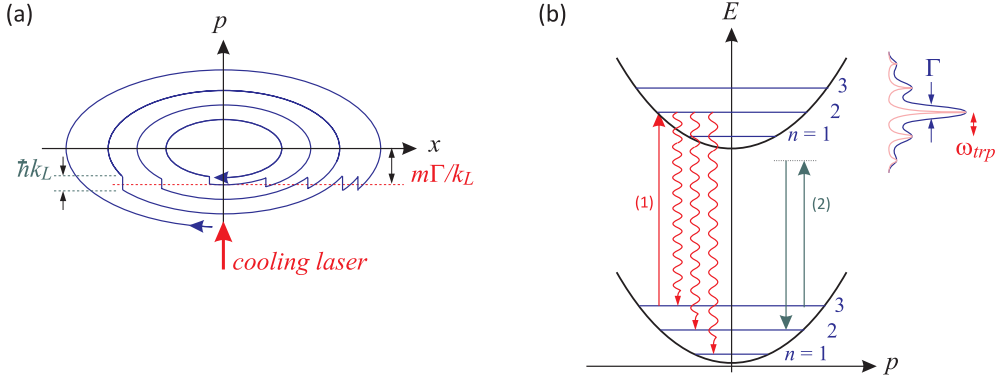 (a)
p
x
ħk_L
mΓ/k_L
cooling laser
(b)
E
3
2
n = 1
(1)
(2)
3
2
n = 1
p
Γ
ω_trp